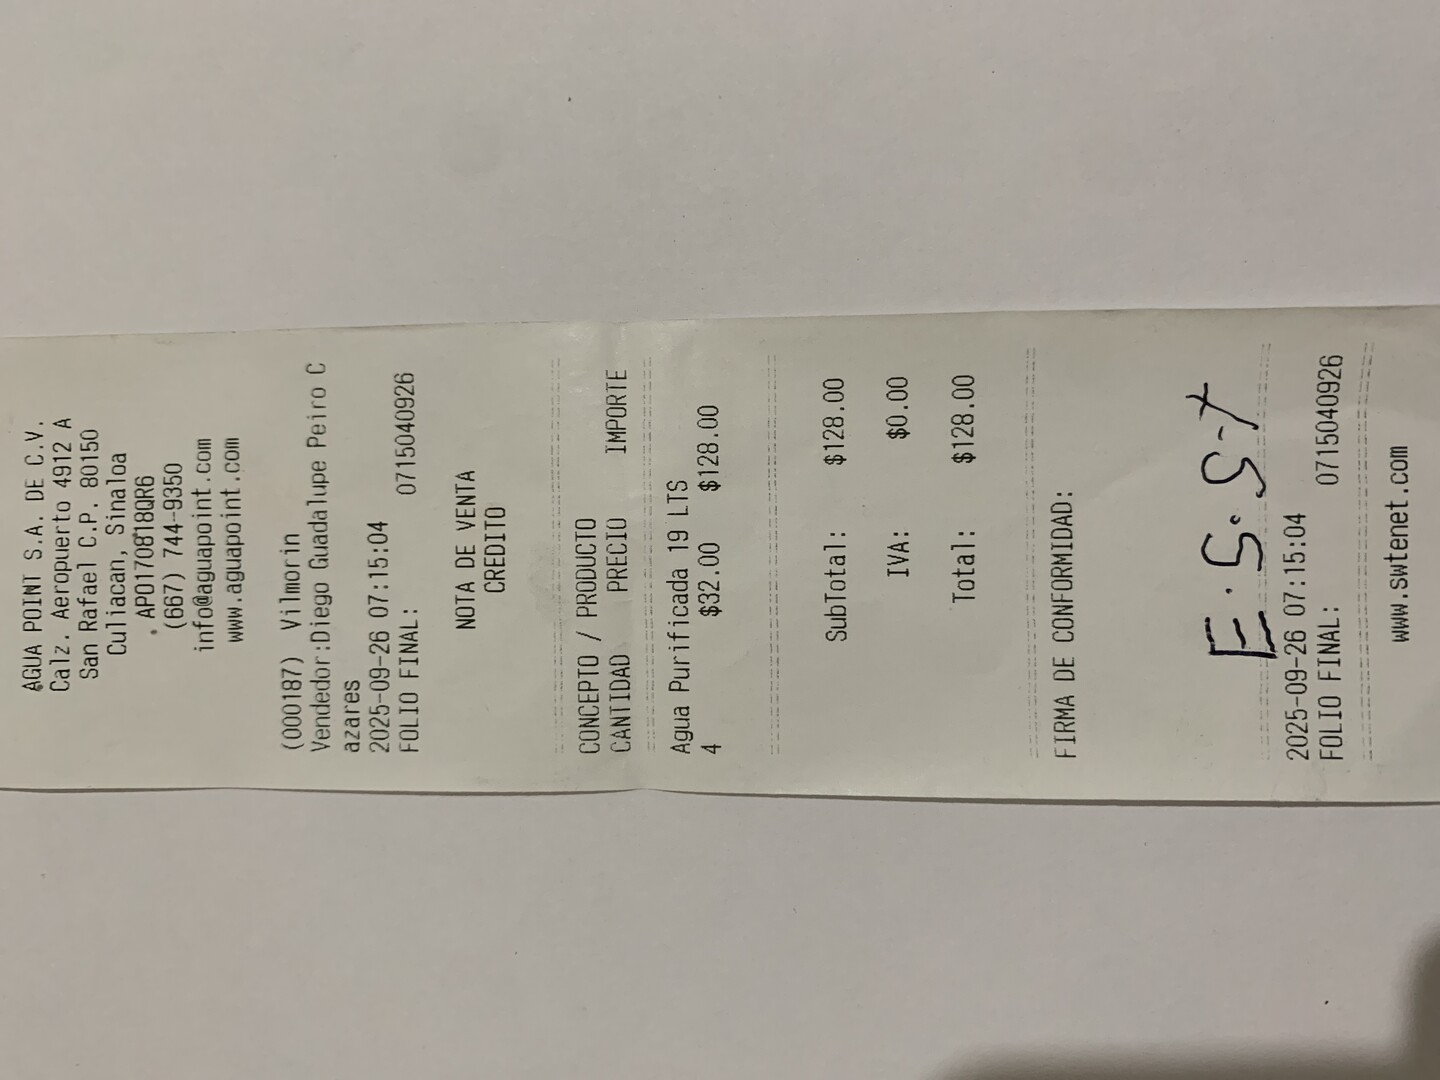 AGUA POINT S.A. DE C.V.
Calz. Aeropuerto 4912 A
San Rafael C.P. 80150
Culiacan, Sinaloa
APO170818QR6
(667) 744-9350
info@aguapoint.com
www.aguapoint.com
(000187) Vilmorin
Vendedor:Diego Guadalupe Peiro C
azares
2025-09-26 07:15:04
FOLIO FINAL: 0715040926
NOTA DE VENTA
CREDITO
CONCEPTO / PRODUCTO
CANTIDAD PRECIO IMPORTE
Agua Purificada 19 LTS
4 $32.00 $128.00
SubTotal: $128.00
IVA: $0.00
Total: $128.00
FIRMA DE CONFORMIDAD:
E.S.S.T
2025-09-26 07:15:04
FOLIO FINAL: 0715040926
www.swtenet.com